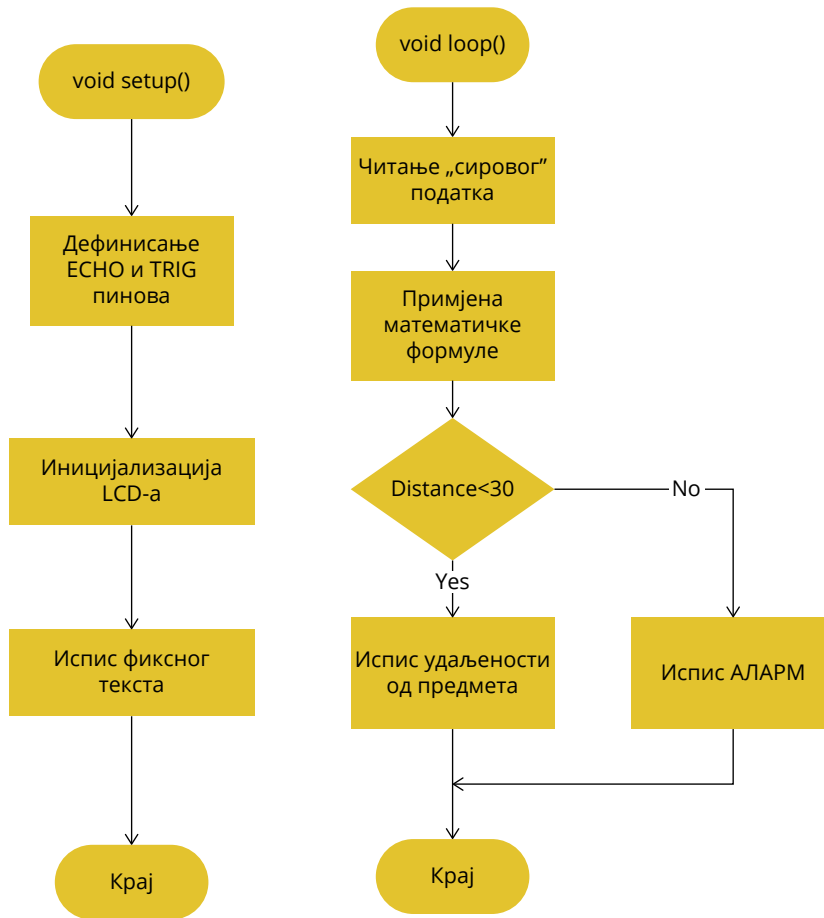 void setup()
Дефинисање
ECHO и TRIG
пинова
Иницијализација
LCD-а
Испис фиксног
текста
Крај
void loop()
Читање „сировог”
податка
Примјена
математичке
формуле
Distance<30
No
Yes
Испис удаљености
од предмета
Испис АЛАРМ
Крај